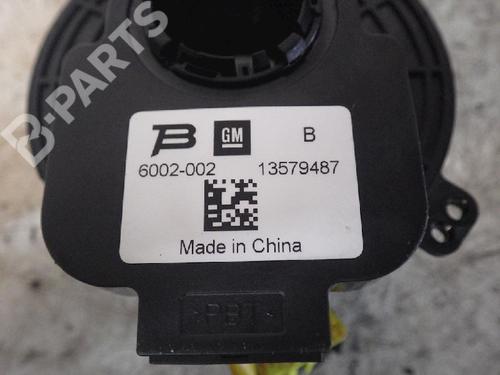 B GM B
6002-002 13579487
Made in China
>PBT<
B-PARTS